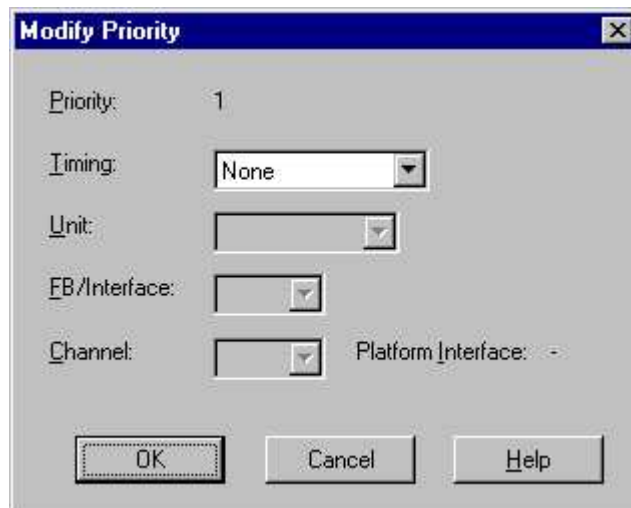 Modify Priority
Priority: 1
Timing: None
Unit:
FB/Interface:
Channel: Platform Interface: -
OK Cancel Help